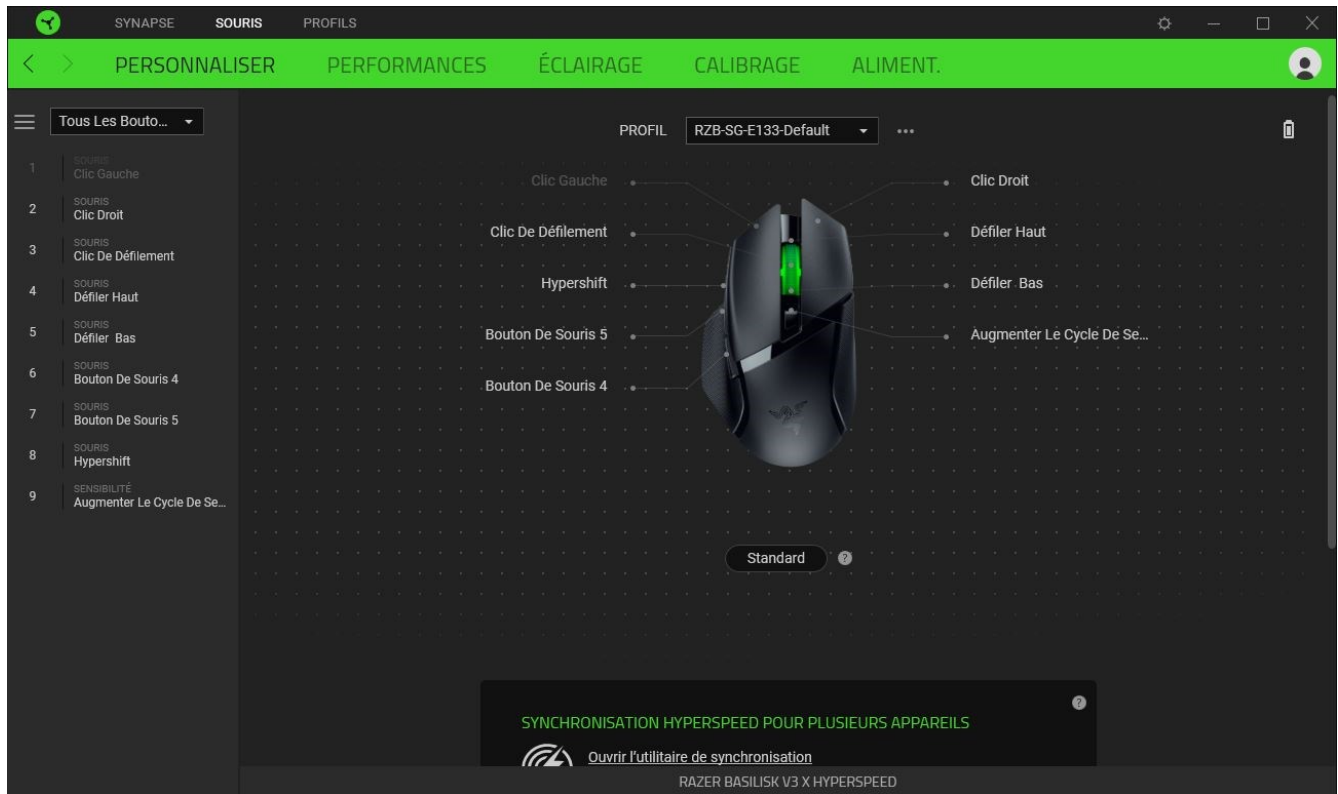 SYNAPSE SOURIS PROFILS
PERSONNALISER PERFORMANCES ÉCLAIRAGE CALIBRAGE ALIMENT.
Tous Les Bouto...
PROFIL RZB-SG-E133-Default
1 SOURIS
Clic Gauche
2 SOURIS
Clic Droit
3 SOURIS
Clic De Défilement
4 SOURIS
Défiler Haut
5 SOURIS
Défiler Bas
6 SOURIS
Bouton De Souris 4
7 SOURIS
Bouton De Souris 5
8 SOURIS
Hypershift
9 SENSIBILITÉ
Augmenter Le Cycle De Se...
Clic Gauche
Clic De Défilement
Hypershift
Bouton De Souris 5
Bouton De Souris 4
Clic Droit
Défiler Haut
Défiler Bas
Augmenter Le Cycle De Se...
Standard ?
?
SYNCHRONISATION HYPERSPEED POUR PLUSIEURS APPAREILS
Ouvrir l'utilitaire de synchronisation
RAZER BASILISK V3 X HYPERSPEED